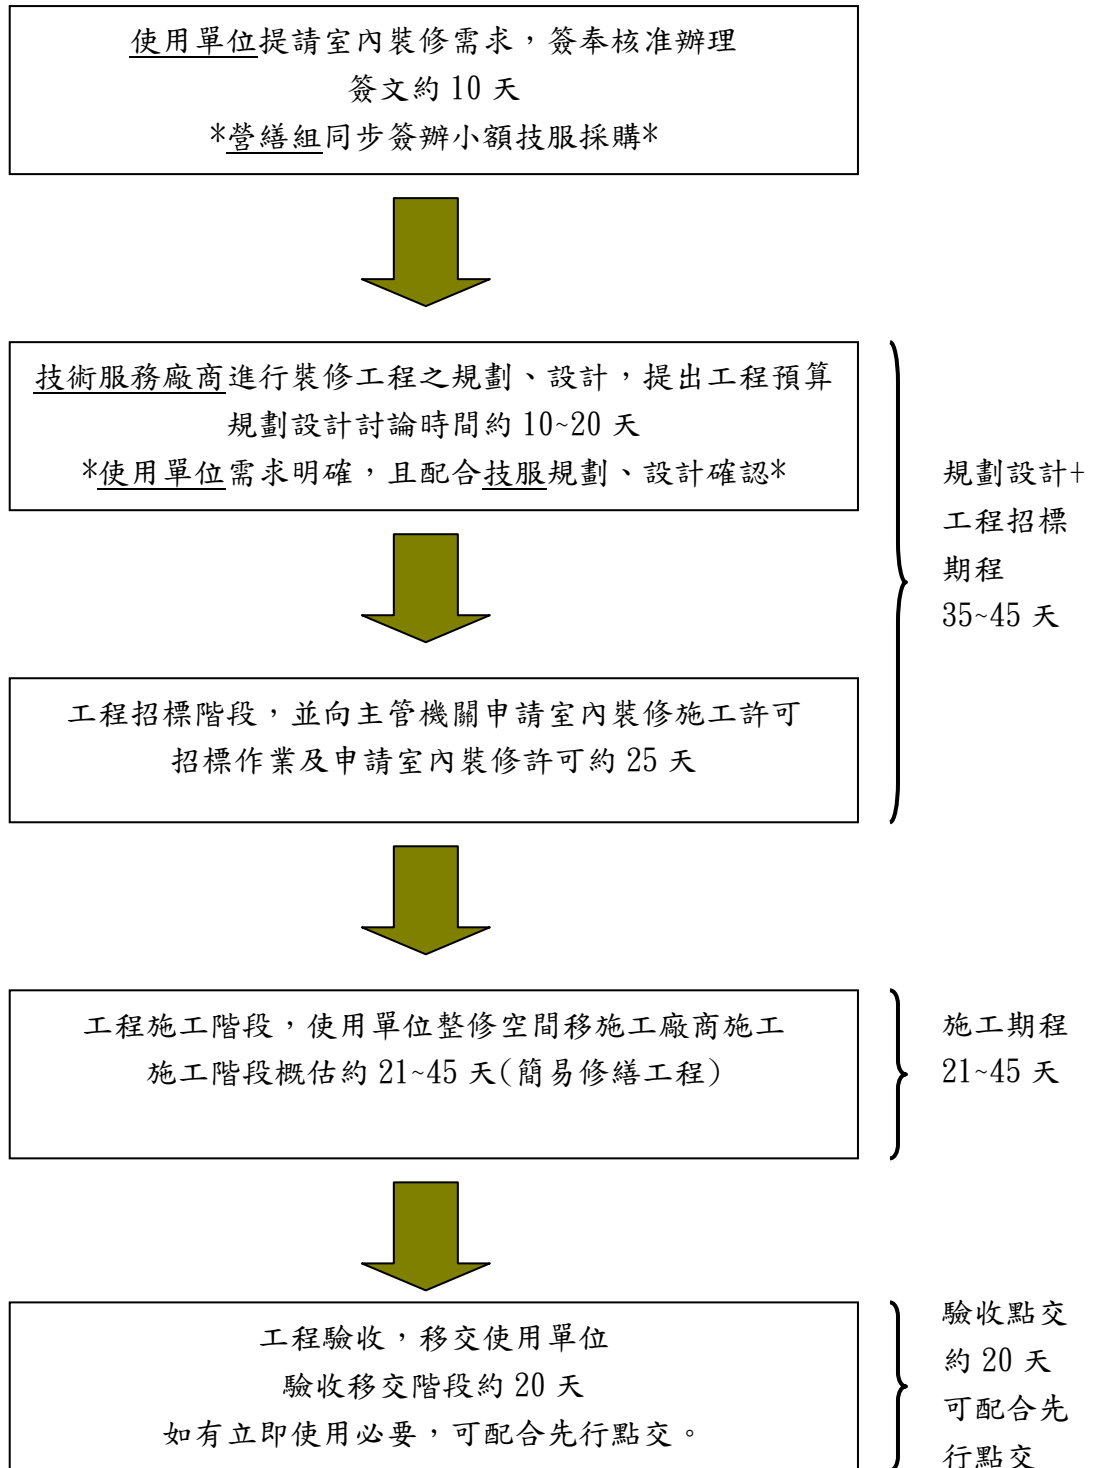 使用單位提請室內裝修需求，簽奉核准辦理
簽文約 10 天
*營繕組同步簽辦小額技服採購*
技術服務廠商進行裝修工程之規劃、設計，提出工程預算
規劃設計討論時間約 10~20 天
*使用單位需求明確，且配合技服規劃、設計確認*
規劃設計+
工程招標
期程
35~45 天
工程招標階段，並向主管機關申請室內裝修施工許可
招標作業及申請室內裝修許可約 25 天
工程施工階段，使用單位整修空間移施工廠商施工
施工階段概估約 21~45 天(簡易修繕工程)
施工期程
21~45 天
工程驗收，移交使用單位
驗收移交階段約 20 天
如有立即使用必要，可配合先行點交。
驗收點交
約 20 天
可配合先
行點交